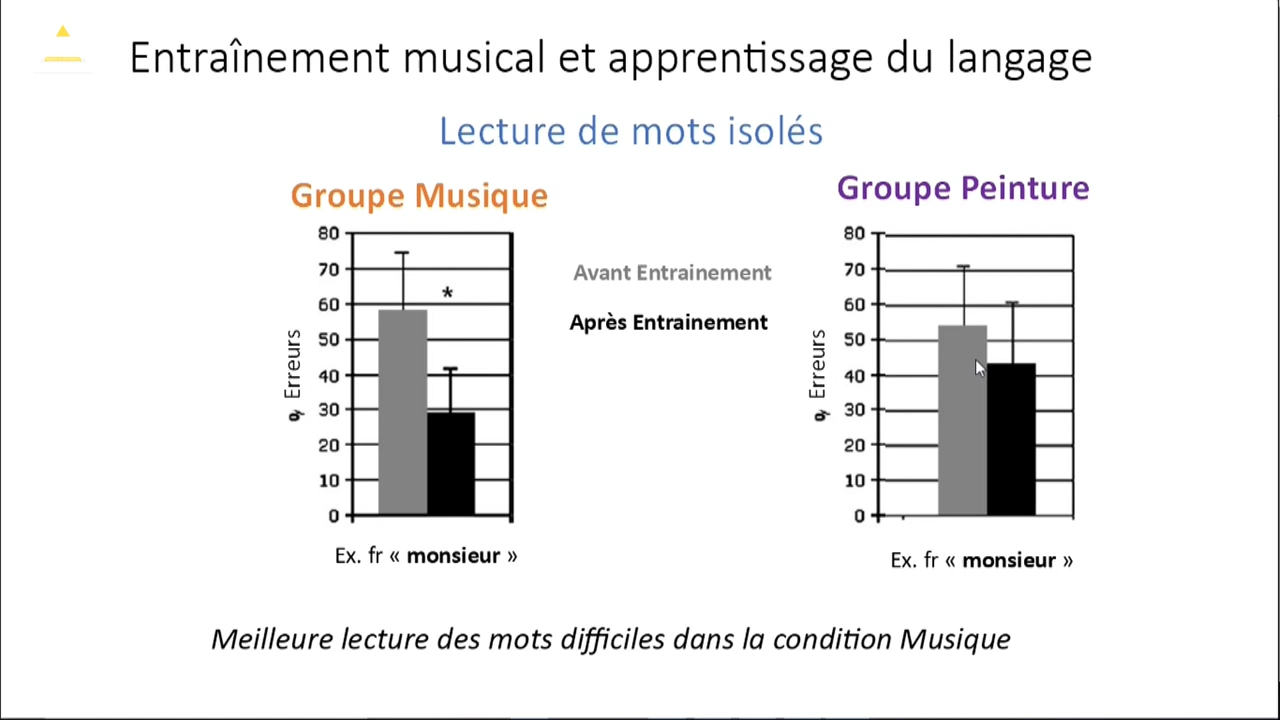 Entraînement musical et apprentissage du langage
Lecture de mots isolés
Groupe Musique
80
70
60
50
40
30
20
10
0
*
% Erreurs
Ex. fr « monsieur »
Avant Entrainement
Après Entrainement
Groupe Peinture
80
70
60
50
40
30
20
10
0
% Erreurs
Ex. fr « monsieur »
Meilleure lecture des mots difficiles dans la condition Musique